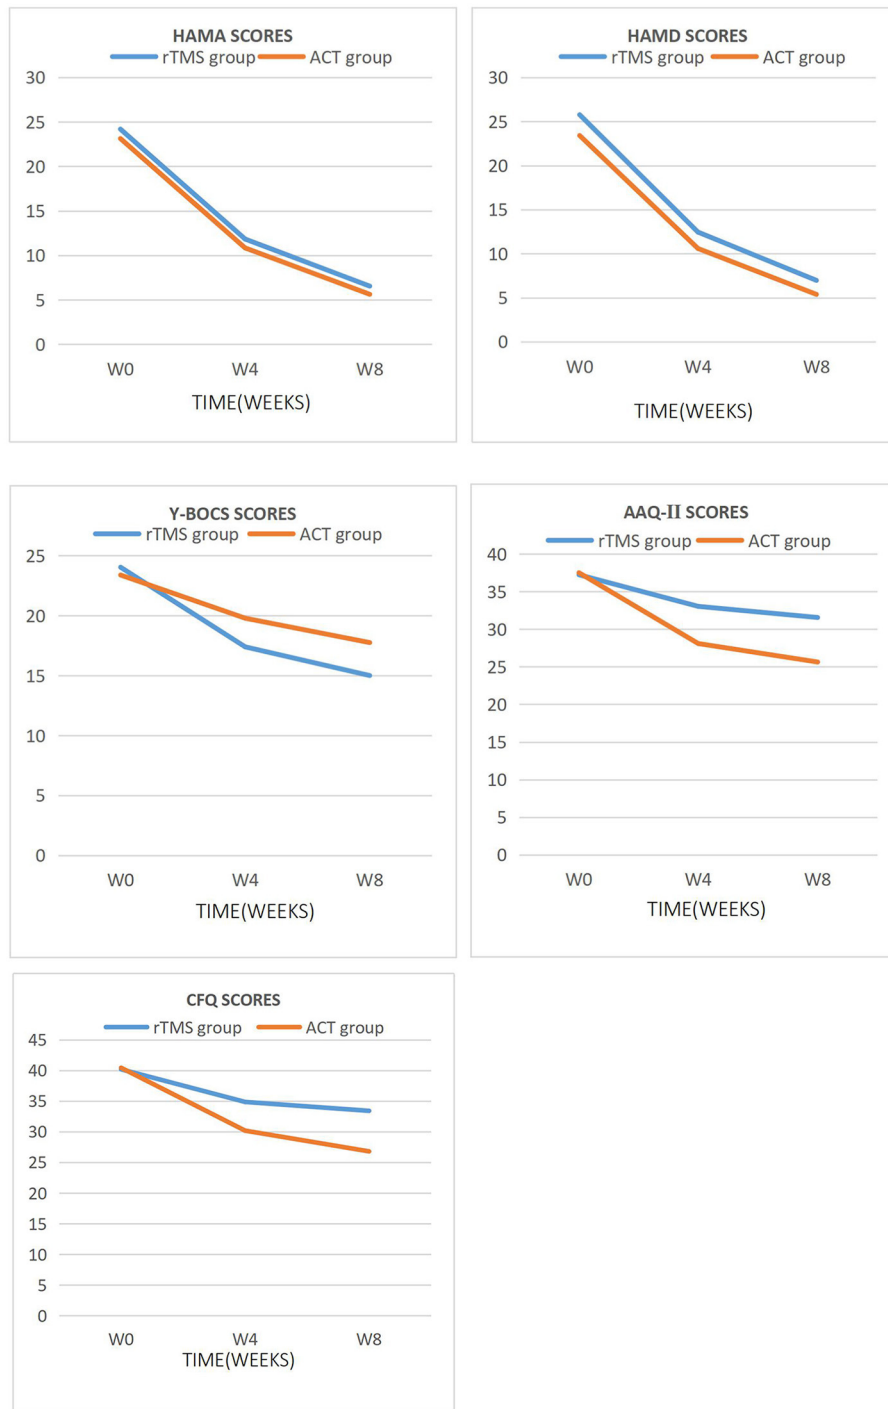 HAMA SCORES
rTMS group ACT group
30
25
20
15
10
5
0
W0 W4 W8
TIME(WEEKS)
HAMD SCORES
rTMS group ACT group
30
25
20
15
10
5
0
W0 W4 W8
TIME(WEEKS)
Y-BOCS SCORES
rTMS group ACT group
25
20
15
10
5
0
W0 W4 W8
TIME(WEEKS)
AAQ-II SCORES
rTMS group ACT group
40
35
30
25
20
15
10
5
0
W0 W4 W8
TIME(WEEKS)
CFQ SCORES
rTMS group ACT group
45
40
35
30
25
20
15
10
5
0
W0 W4 W8
TIME(WEEKS)